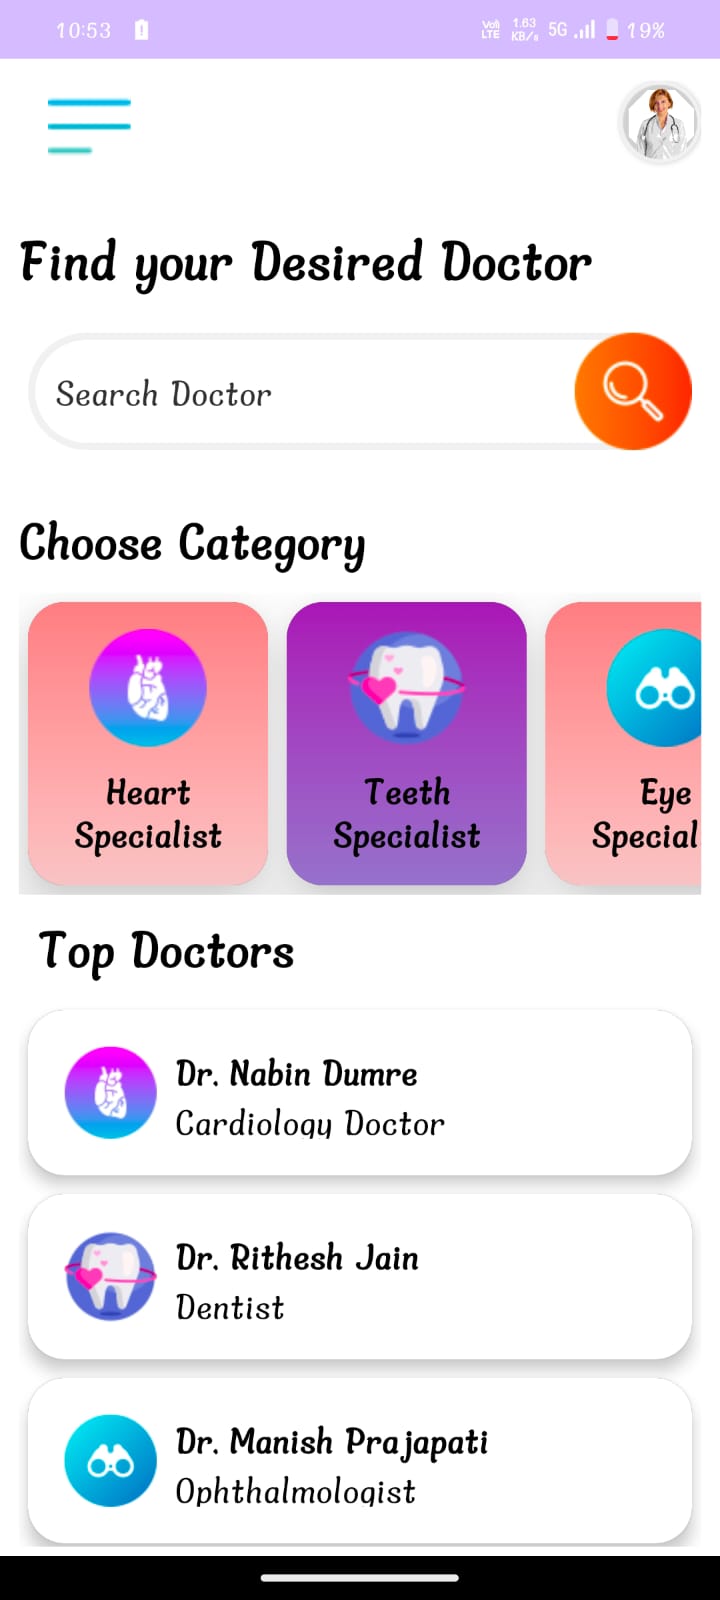 10:53 Voli LTE 1.63 KB/s 5G 19%
Find your Desired Doctor
Search Doctor
Choose Category
Heart Specialist
Teeth Specialist
Eye Special
Top Doctors
Dr. Nabin Dumre
Cardiology Doctor
Dr. Rithesh Jain
Dentist
Dr. Manish Prajapati
Ophthalmologist